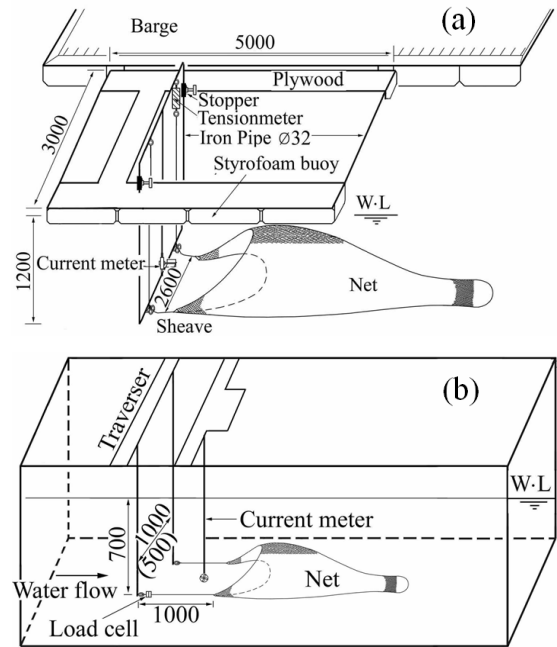 (a)
Barge
5000
Plywood
Stopper
Tensionmeter
Iron Pipe Ø32
3000
Styrofoam buoy
W·L
1200
Current meter
2600
Net
Sheave
(b)
Traverser
W·L
700
1000
(500)
Current meter
Water flow
Net
1000
Load cell